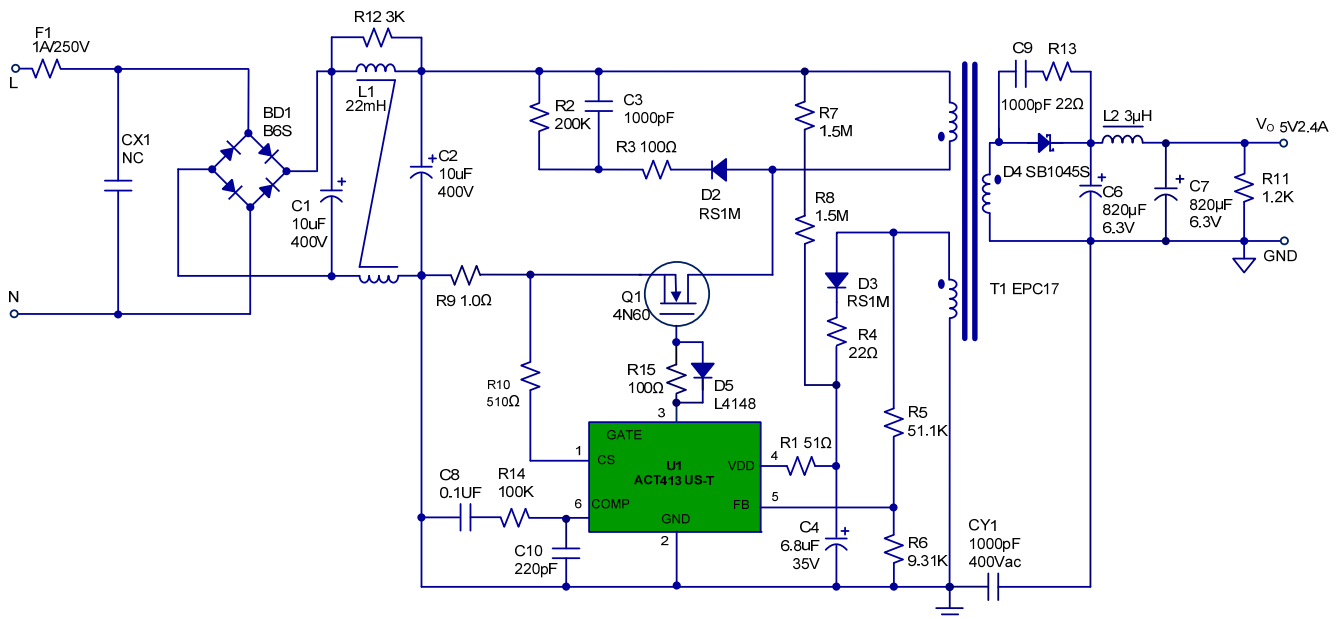 F1
1A/250V
L
N
CX1
NC
BD1
B6S
R12 3K
L1
22mH
C1
10uF
400V
C2
10uF
400V
R2
200K
C3
1000pF
R3 100Ω
D2
RS1M
R7
1.5M
R8
1.5M
R9 1.0Ω
Q1
4N60
R10
510Ω
R15
100Ω
D5
L4148
D3
RS1M
R4
22Ω
R5
51.1K
R6
9.31K
R1 51Ω
C4
6.8uF
35V
C8
0.1UF
R14
100K
C10
220pF
3
GATE
1
CS
U1
ACT413 US-T
VDD
4
6
COMP
FB
5
GND
2
T1 EPC17
CY1
1000pF
400Vac
C9
R13
1000pF 22Ω
D4 SB1045S
L2 3µH
C6
820µF
6.3V
C7
820µF
6.3V
R11
1.2K
VO 5V2.4A
GND
+
+
+
+
+